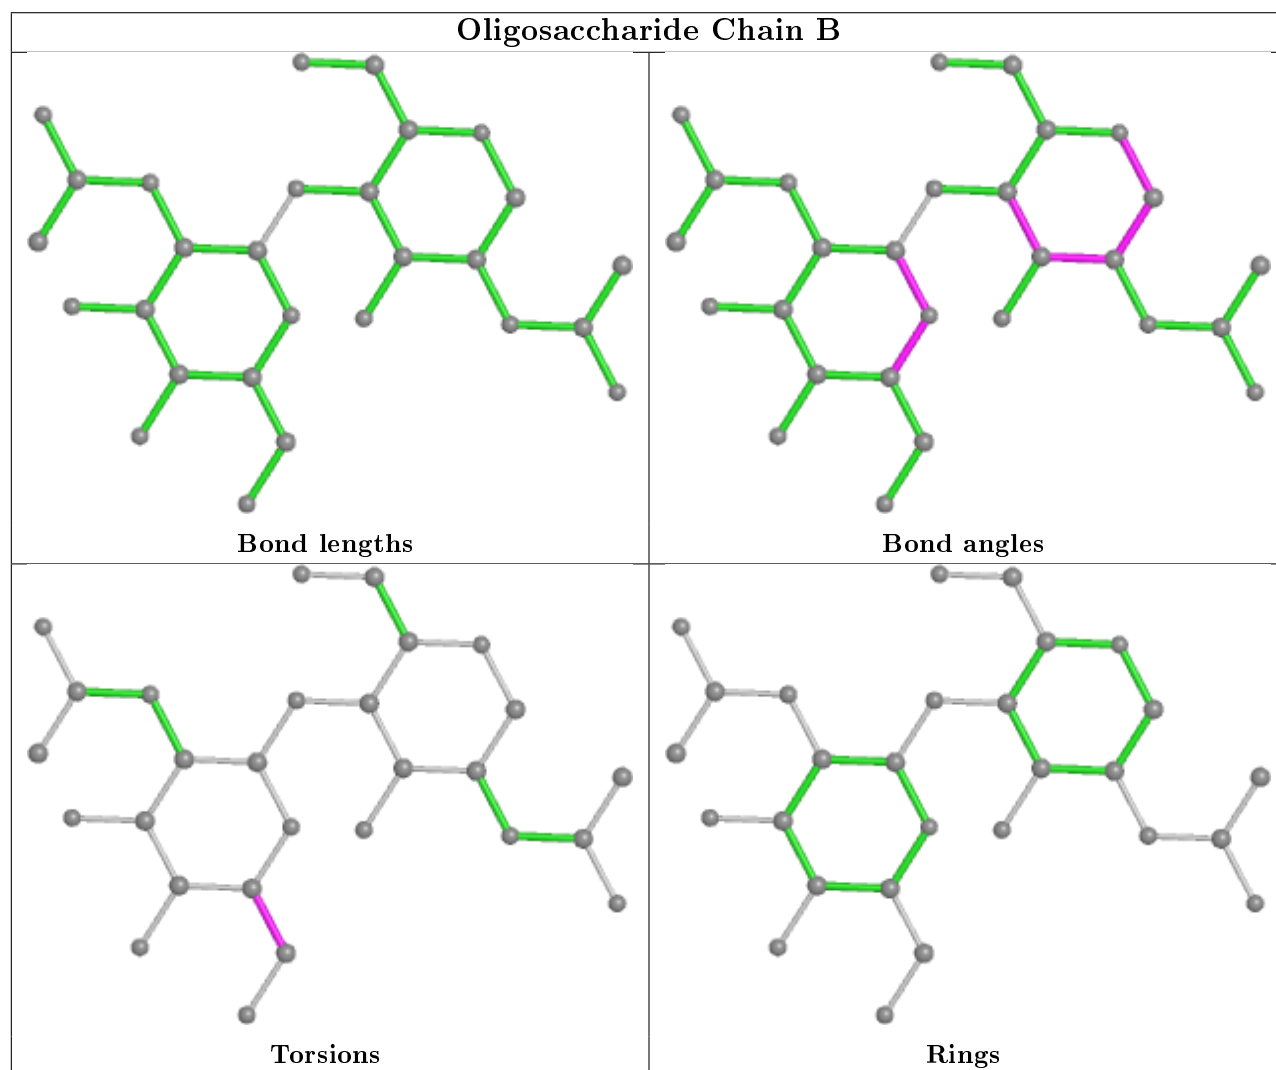 Oligosaccharide Chain B
Bond lengths
Bond angles
Torsions
Rings